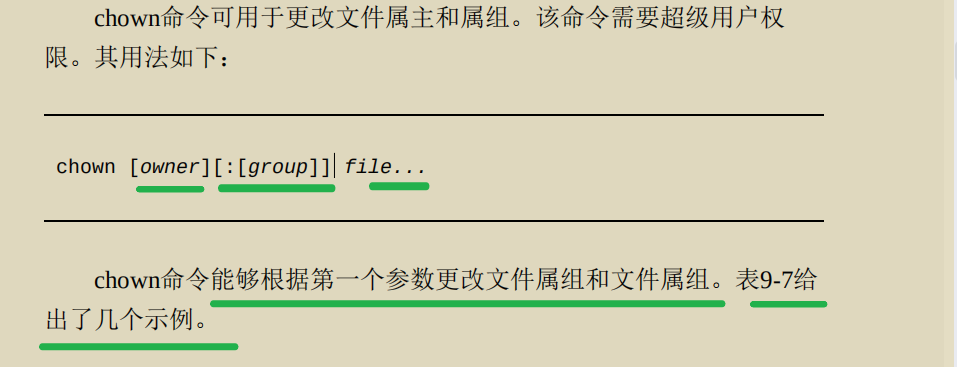 chown命令可用于更改文件属主和属组。该命令需要超级用户权
限。其用法如下：
chown [owner][:[group]] file...
chown命令能够根据第一个参数更改文件属组和文件属组。表9-7给
出了几个示例。